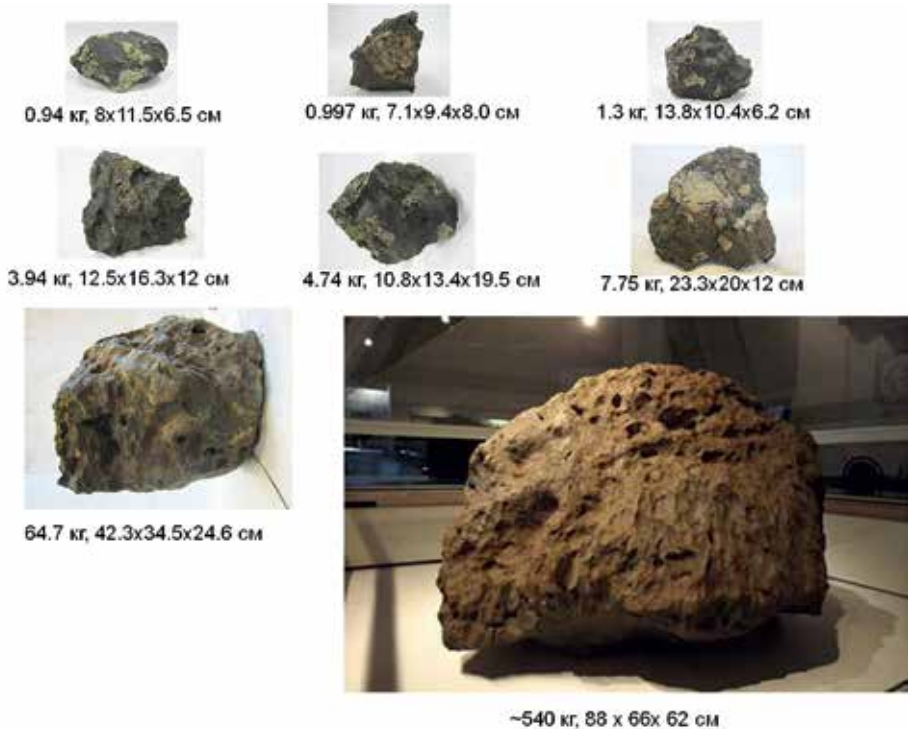 0.94 кг, 8x11.5x6.5 см
0.997 кг, 7.1x9.4x8.0 см
1.3 кг, 13.8x10.4x6.2 см
3.94 кг, 12.5x16.3x12 см
4.74 кг, 10.8x13.4x19.5 см
7.75 кг, 23.3x20x12 см
64.7 кг, 42.3x34.5x24.6 см
~540 кг, 88 x 66x 62 см